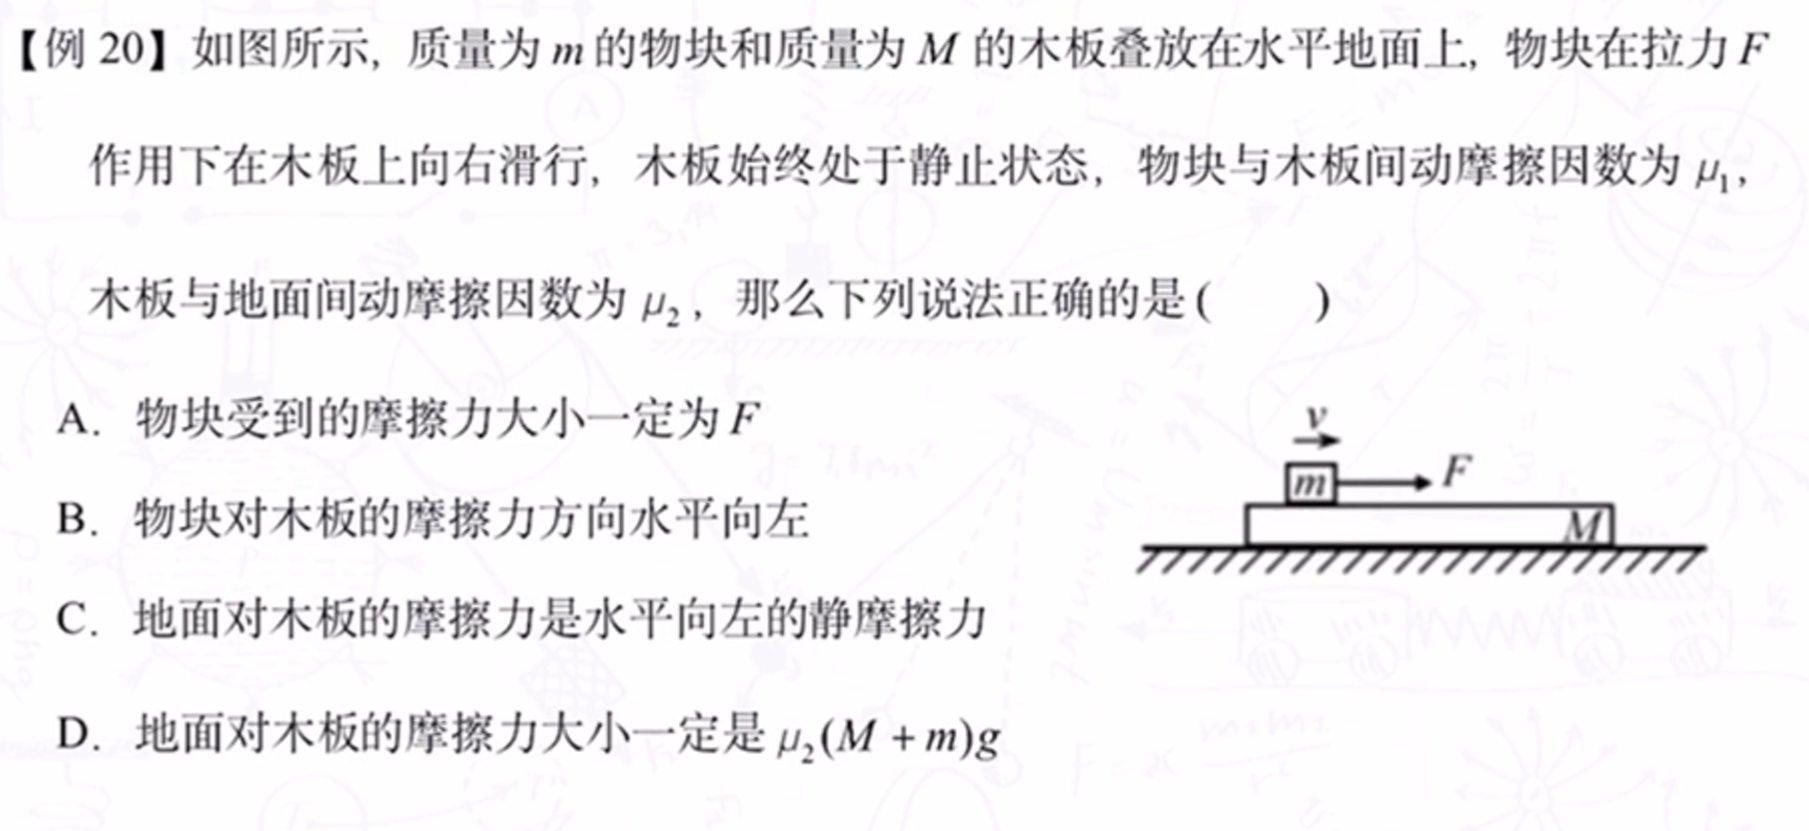 【例 20】如图所示, 质量为 m 的物块和质量为 M 的木板叠放在水平地面上, 物块在拉力 F
作用下在木板上向右滑行, 木板始终处于静止状态, 物块与木板间动摩擦因数为 μ₁,
木板与地面间动摩擦因数为 μ₂, 那么下列说法正确的是( )
A. 物块受到的摩擦力大小一定为 F
B. 物块对木板的摩擦力方向水平向左
C. 地面对木板的摩擦力是水平向左的静摩擦力
D. 地面对木板的摩擦力大小一定是 μ₂(M + m)g
v
m
F
M